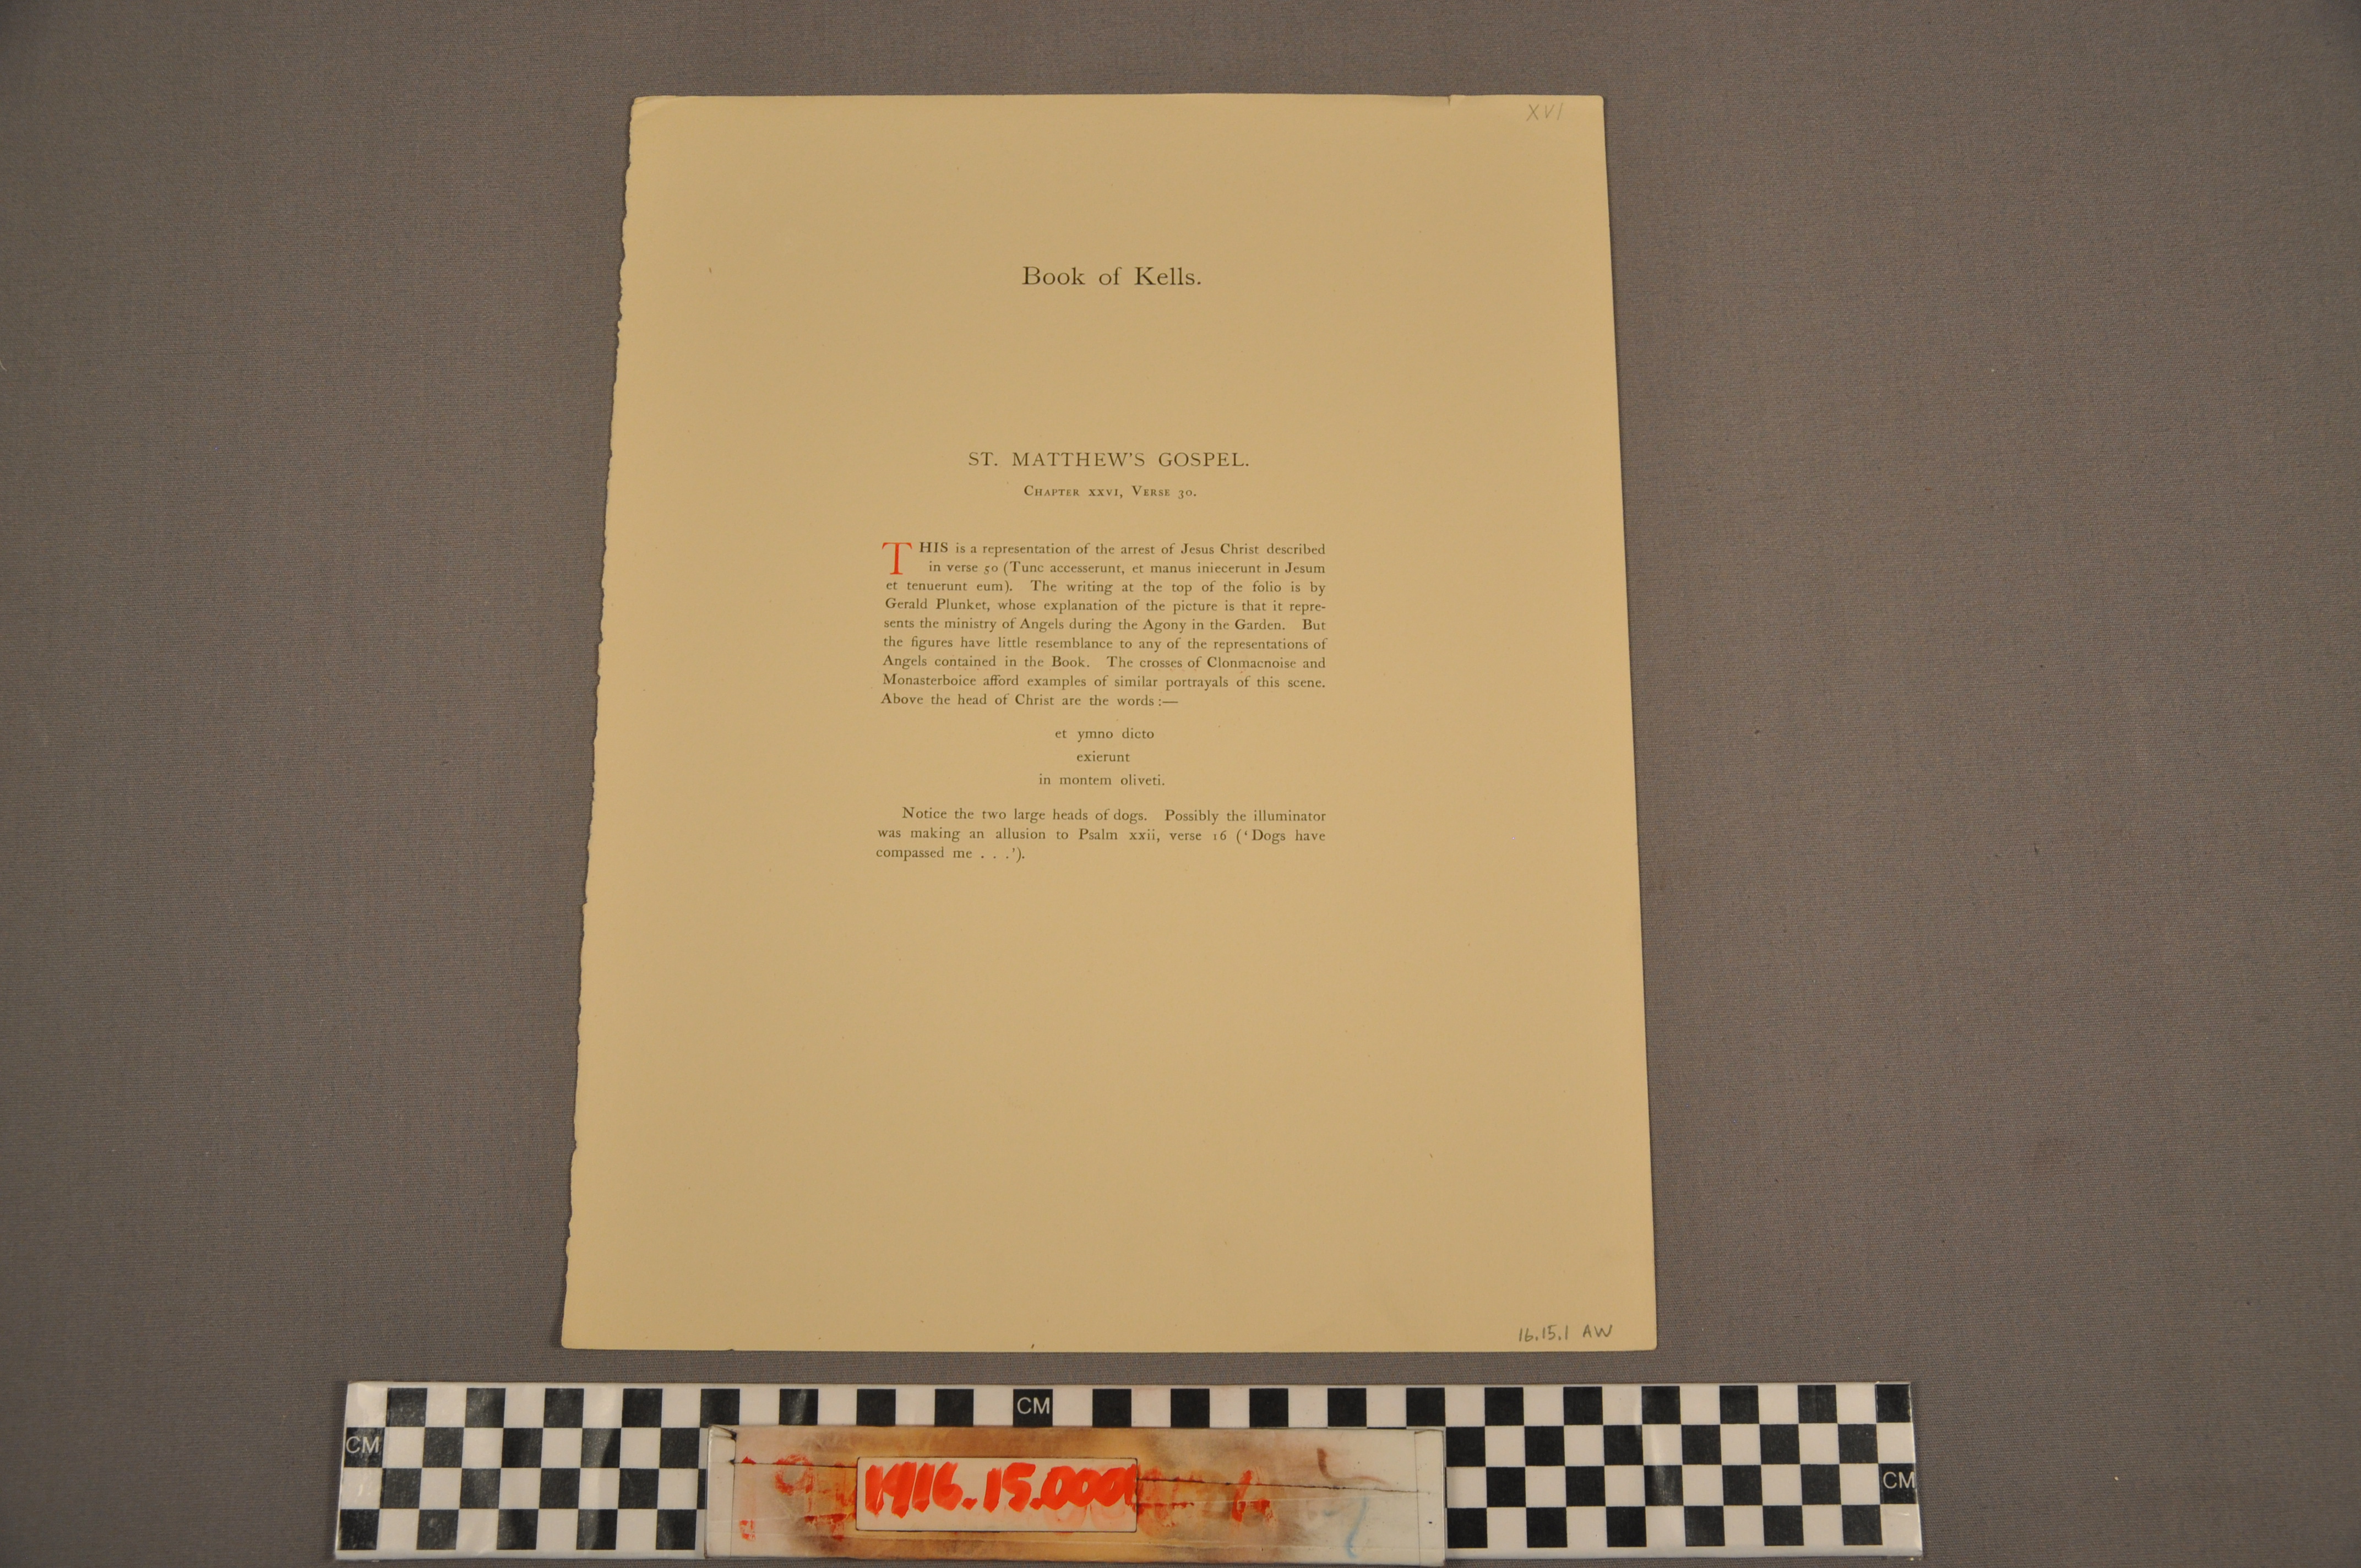 XVI
Book of Kells.
ST. MATTHEW'S GOSPEL.
CHAPTER XXVI, VERSE 30.
THIS is a representation of the arrest of Jesus Christ described
in verse 50 (Tunc accesserunt, et manus iniecerunt in Jesum
et tenuerunt eum). The writing at the top of the folio is by
Gerald Plunket, whose explanation of the picture is that it repre-
sents the ministry of Angels during the Agony in the Garden. But
the figures have little resemblance to any of the representations of
Angels contained in the Book. The crosses of Clonmacnoise and
Monasterboice afford examples of similar portrayals of this scene.
Above the head of Christ are the words:—
et ymno dicto
exierunt
in montem oliveti.
Notice the two large heads of dogs. Possibly the illuminator
was making an allusion to Psalm xxii, verse 16 ('Dogs have
compassed me . . .').
16.15.1 AW
CM
CM
CM
1916.15.0001